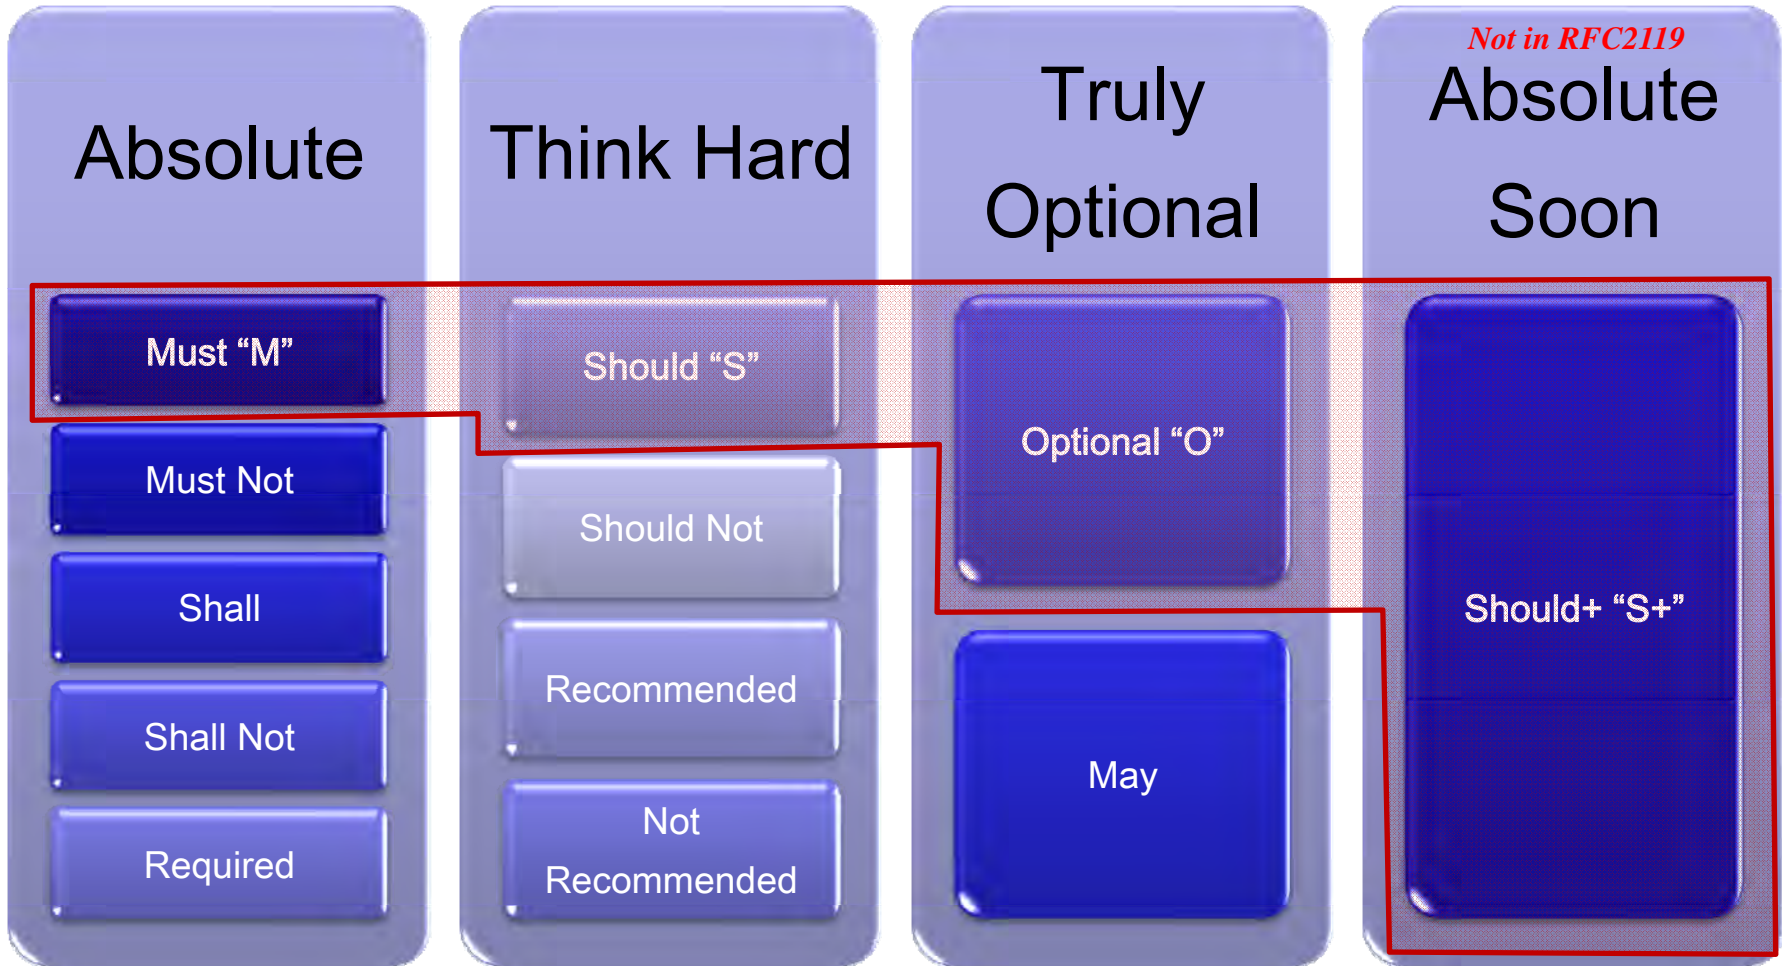 Absolute
Must “M”
Must Not
Shall
Shall Not
Required
Think Hard
Should “S”
Should Not
Recommended
Not
Recommended
Truly
Optional
Optional “O”
May
Not in RFC2119
Absolute
Soon
Should+ “S+”